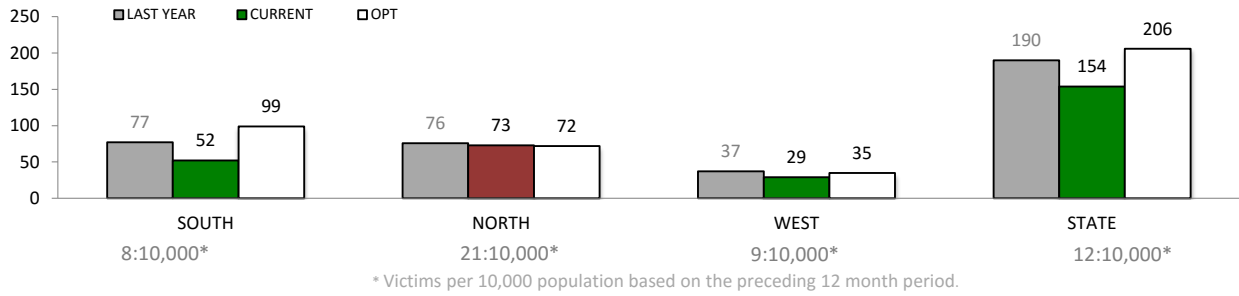 LAST YEAR CURRENT OPT
250
200
150
100
50
0
77 52 99
76 73 72
37 29 35
190 154 206
SOUTH NORTH WEST STATE
8:10,000* 21:10,000* 9:10,000* 12:10,000*
* Victims per 10,000 population based on the preceding 12 month period.